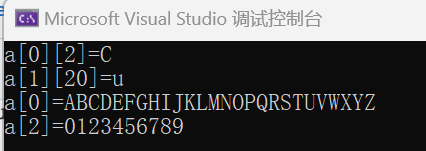 Microsoft Visual Studio 调试控制台
a[0][2]=C
a[1][20]=u
a[0]=ABCDEFGHIJKLMNOPQRSTUVWXYZ
a[2]=0123456789